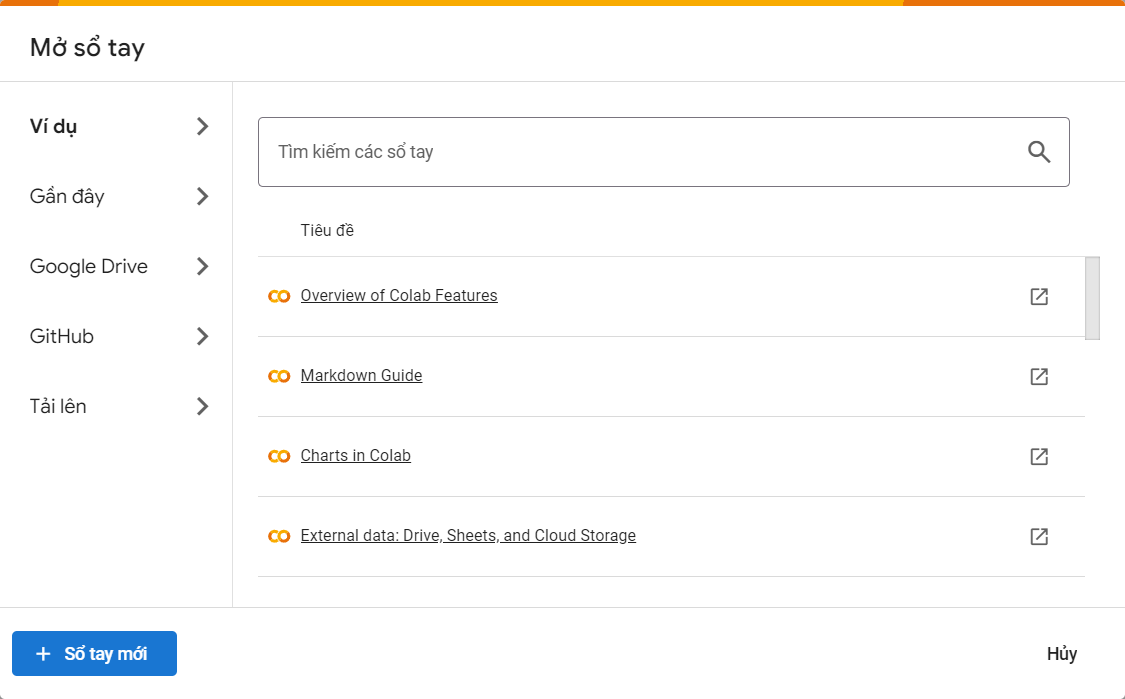 Mở sổ tay
Ví dụ
Gần đây
Google Drive
GitHub
Tải lên
Tìm kiếm các sổ tay
Tiêu đề
Overview of Colab Features
Markdown Guide
Charts in Colab
External data: Drive, Sheets, and Cloud Storage
Sổ tay mới
Hủy